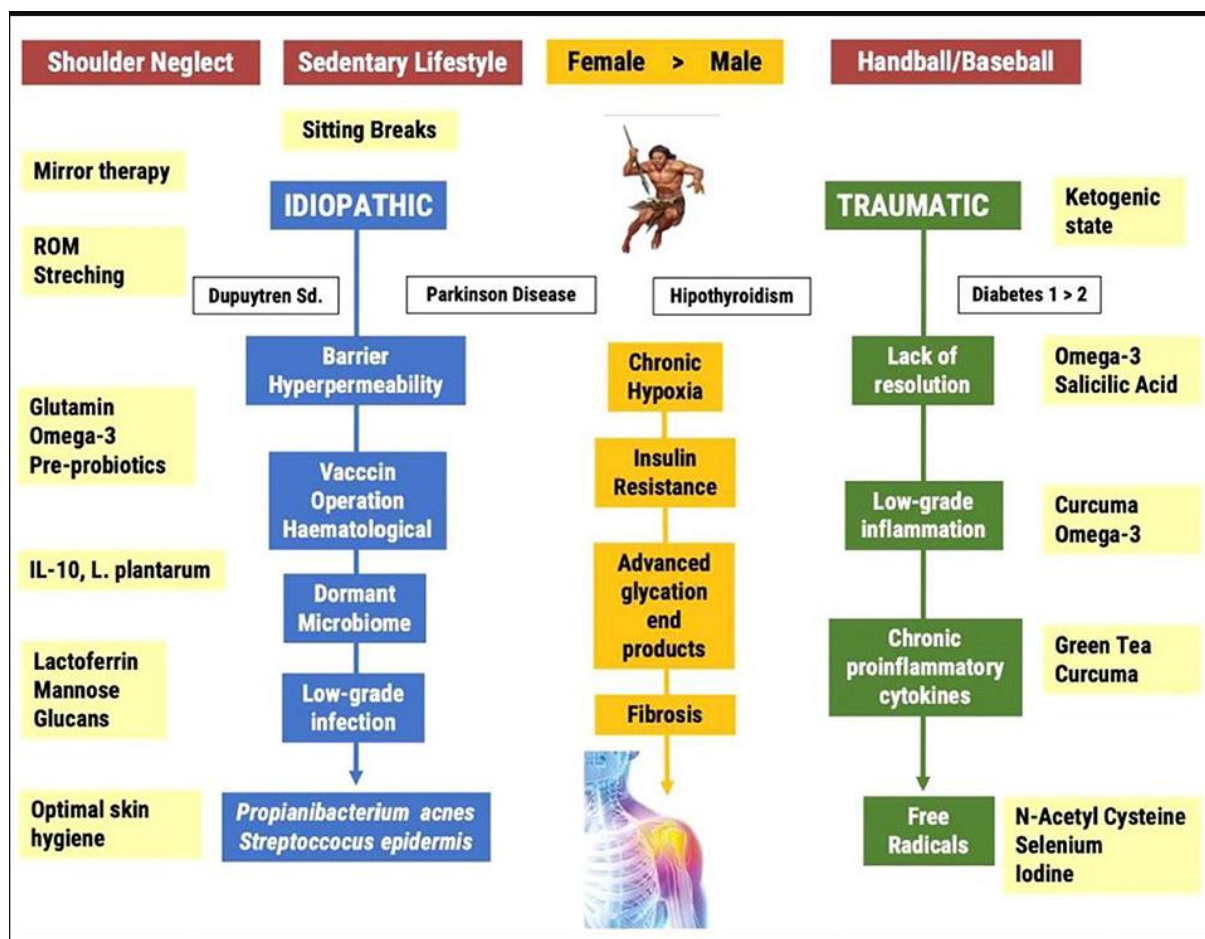 Shoulder Neglect
Sedentary Lifestyle
Female > Male
Handball/Baseball
Sitting Breaks
Mirror therapy
IDIOPATHIC
TRAUMATIC
Ketogenic
state
ROM
Streching
Dupuytren Sd.
Parkinson Disease
Hipothyroidism
Diabetes 1 > 2
Barrier
Hyperpermeability
Chronic
Hypoxia
Lack of
resolution
Omega-3
Salicilic Acid
Glutamin
Omega-3
Pre-probiotics
Vacccin
Operation
Haematological
Insulin
Resistance
Low-grade
inflammation
Curcuma
Omega-3
IL-10, L. plantarum
Dormant
Microbiome
Advanced
glycation
end
products
Chronic
proinflammatory
cytokines
Green Tea
Curcuma
Lactoferrin
Mannose
Glucans
Low-grade
infection
Fibrosis
Optimal skin
hygiene
Propianibacterium acnes
Streptoccocus epidermis
Free
Radicals
N-Acetyl Cysteine
Selenium
Iodine